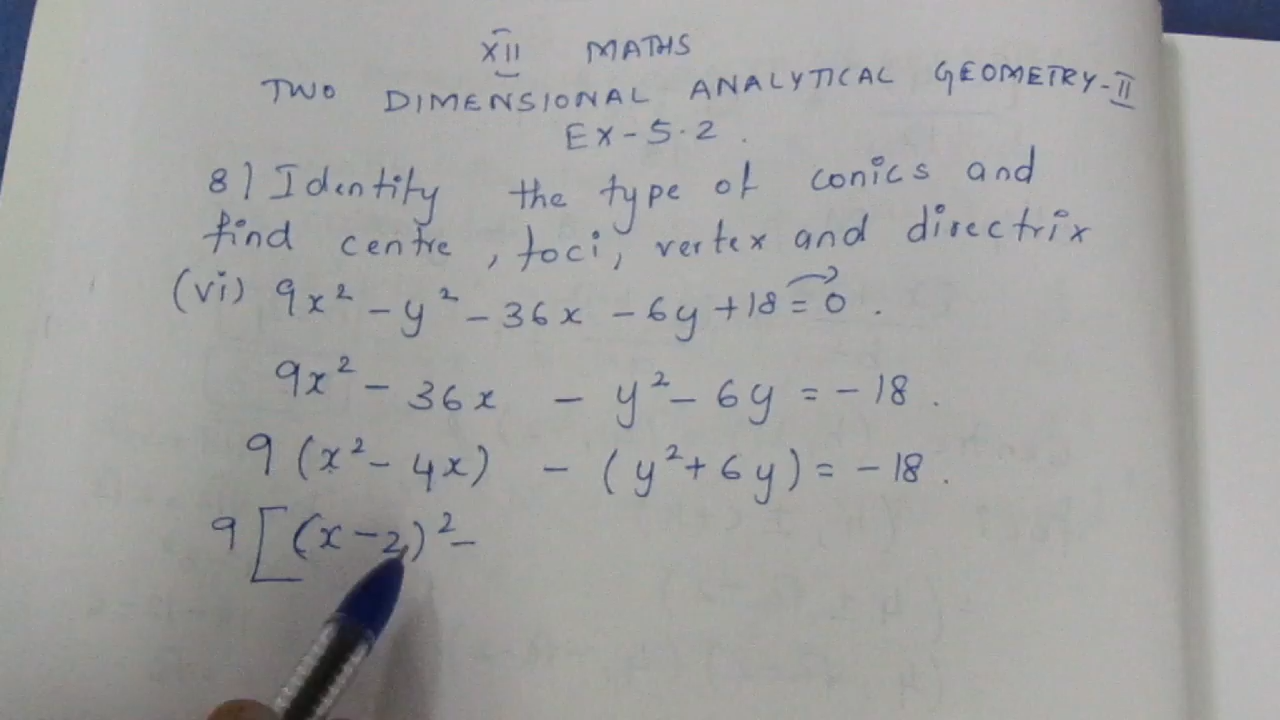 XII MATHS
TWO DIMENSIONAL ANALYTICAL GEOMETRY-II
EX-5.2.
8) Identify the type of conics and
find centre, foci, vertex and directrix
(vi) 9x² - y² - 36x - 6y + 18 = 0.
9x² - 36x - y² - 6y = -18.
9(x² - 4x) - (y² + 6y) = -18.
9[(x-2)² -